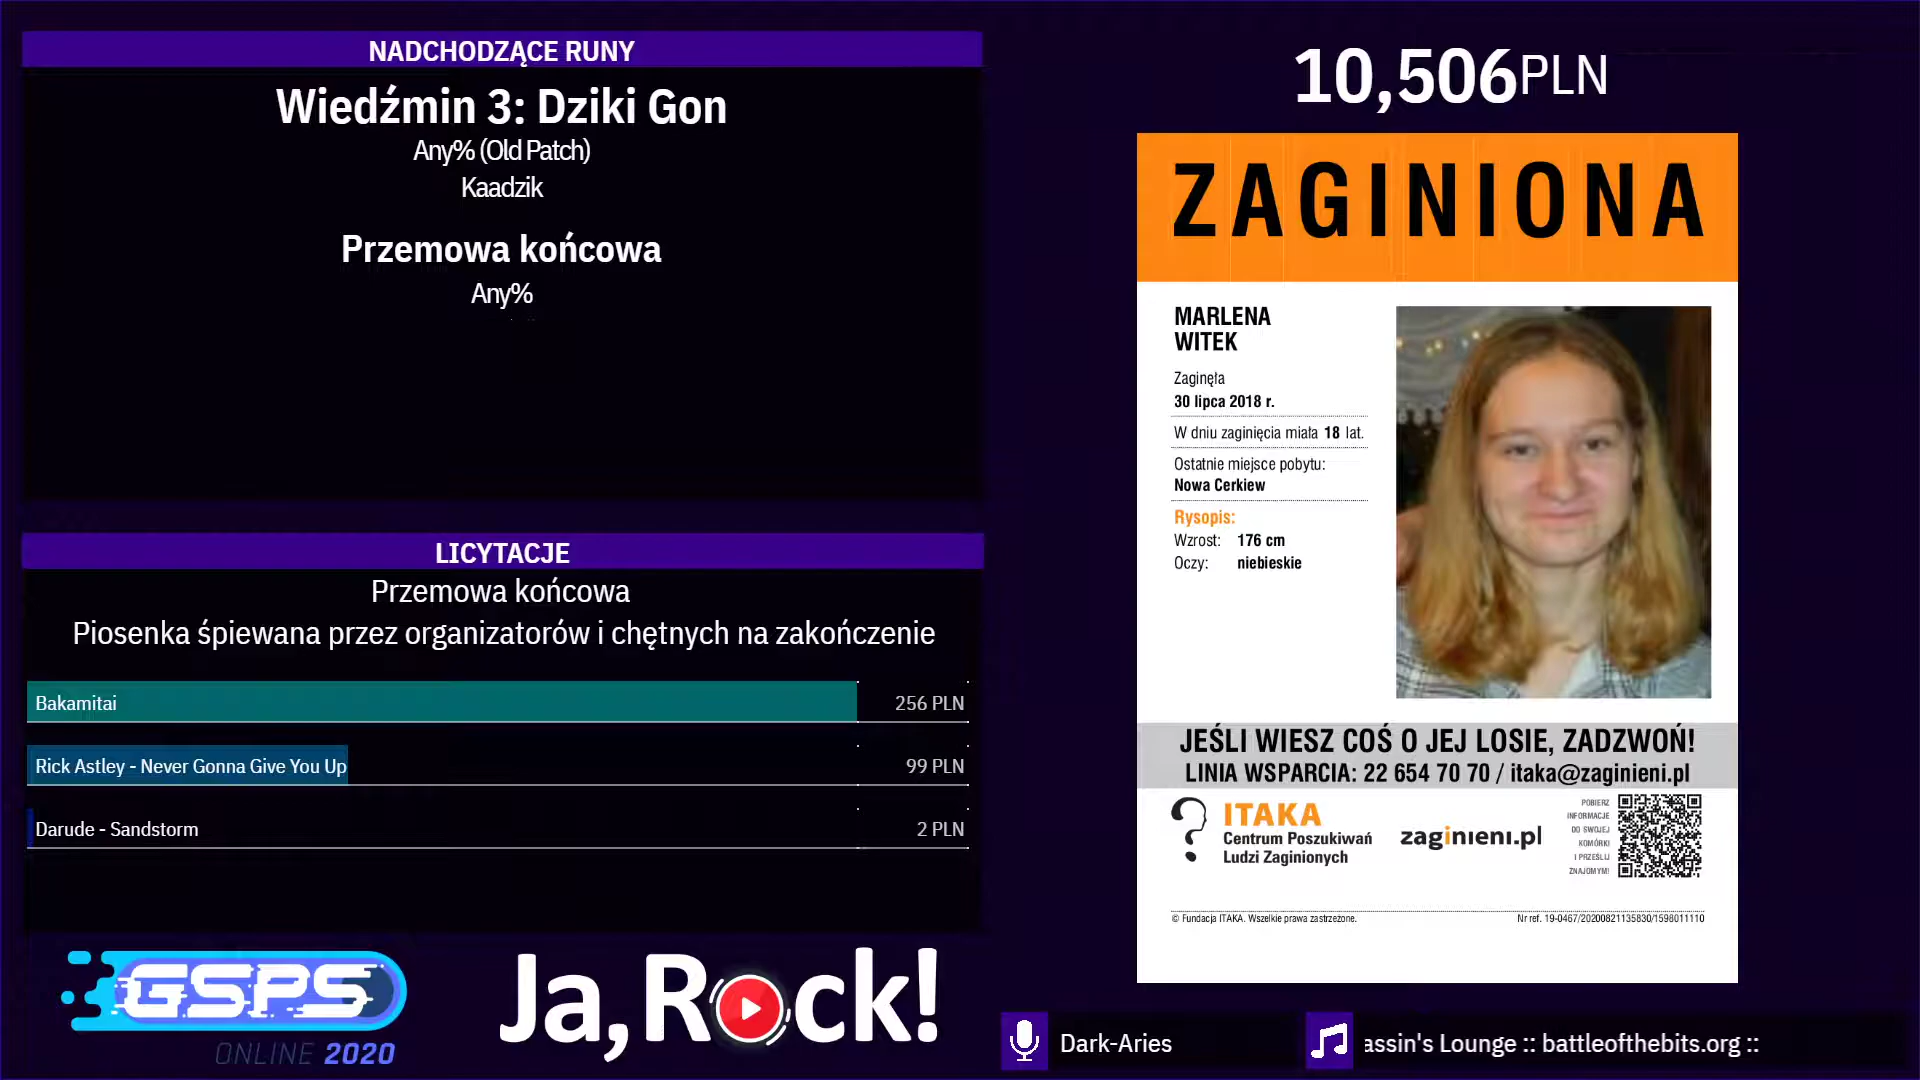 NADCHODZĄCE RUNY
Wiedźmin 3: Dziki Gon
Any% (Old Patch)
Kaadzik
Przemowa końcowa
Any%
LICYTACJE
Przemowa końcowa
Piosenka śpiewana przez organizatorów i chętnych na zakończenie
Bakamitai 256 PLN
Rick Astley - Never Gonna Give You Up 99 PLN
Darude - Sandstorm 2 PLN
GSPS
ONLINE 2020
Ja, Rock!
10,506PLN
ZAGINIONA
MARLENA
WITEK
Zaginęła
30 lipca 2018 r.
W dniu zaginięcia miała 18 lat.
Ostatnie miejsce pobytu:
Nowa Cerkiew
Rysopis:
Wzrost: 176 cm
Oczy: niebieskie
JEŚLI WIESZ COŚ O JEJ LOSIE, ZADZWOŃ!
LINIA WSPARCIA: 22 654 70 70 / itaka@zaginieni.pl
ITAKA
Centrum Poszukiwań
Ludzi Zaginionych
zaginieni.pl
POBIERZ
INFORMACJE
DO SWOJEJ
KOMÓRKI
I PRZEŚLIJ
ZNAJOMYM!
© Fundacja ITAKA. Wszelkie prawa zastrzeżone.
Nr ref. 19-0467/20200821135830/1598011110
Dark-Aries
assin's Lounge :: battleofthebits.org ::